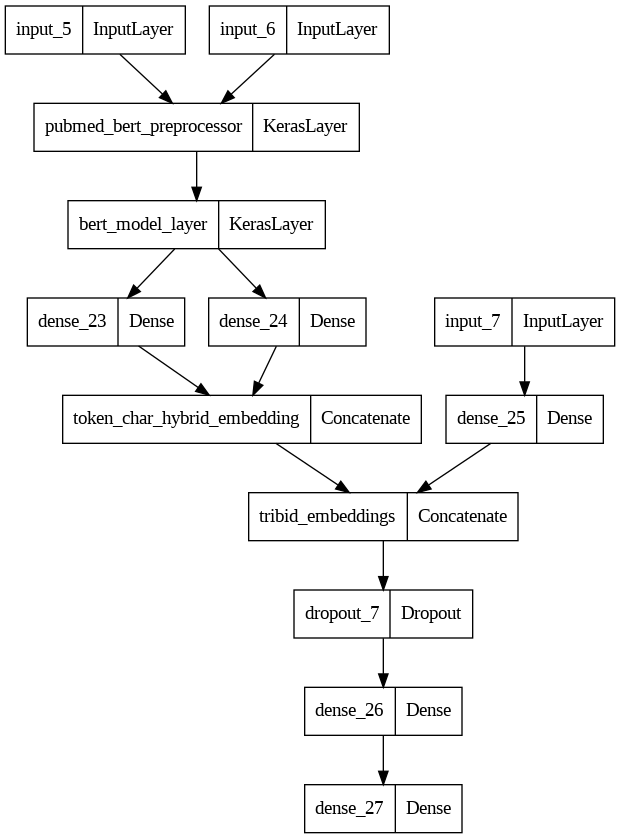 input_5 InputLayer input_6 InputLayer
pubmed_bert_preprocessor KerasLayer
bert_model_layer KerasLayer
dense_23 Dense dense_24 Dense input_7 InputLayer
token_char_hybrid_embedding Concatenate dense_25 Dense
tribid_embeddings Concatenate
dropout_7 Dropout
dense_26 Dense
dense_27 Dense